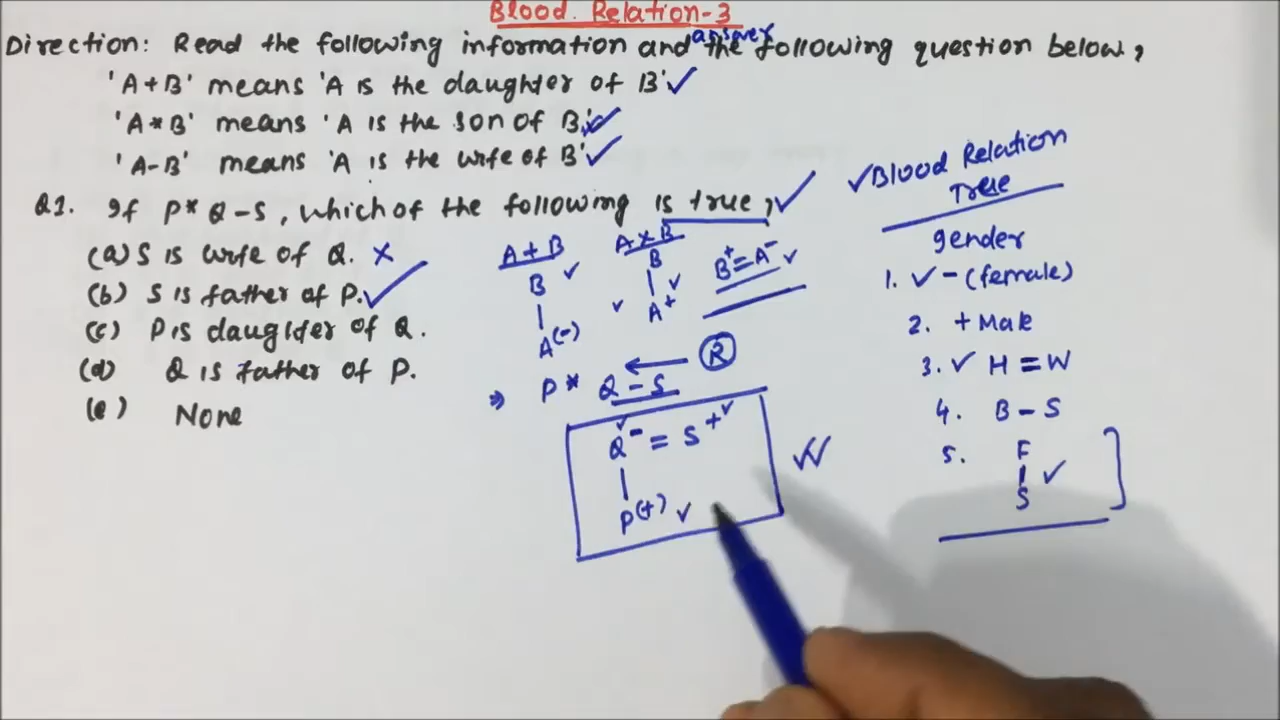 Blood Relation-3
Direction: Read the following information and answer the following question below,
'A+B' means 'A is the daughter of B' ✓
'A*B' means 'A is the son of B' ✓
'A-B' means 'A is the wife of B' ✓
Q1. If P* Q-S, which of the following is true, ✓
(a) S is wife of Q. ×
(b) S is father of P. ✓
(c) P is daughter of Q.
(d) Q is father of P.
(e) None
A+B
B ✓
|
A(-)
A*B
B
| ✓
✓ A+
B+=A- ✓
⇒ P* Q-S
← R
Q- = S+ ✓
|
P(+) ✓
✓Blood Relation
Tree
gender
1. ✓ - (female)
2. + Male
3. ✓ H = W
4. B - S
5. F
| ✓
S